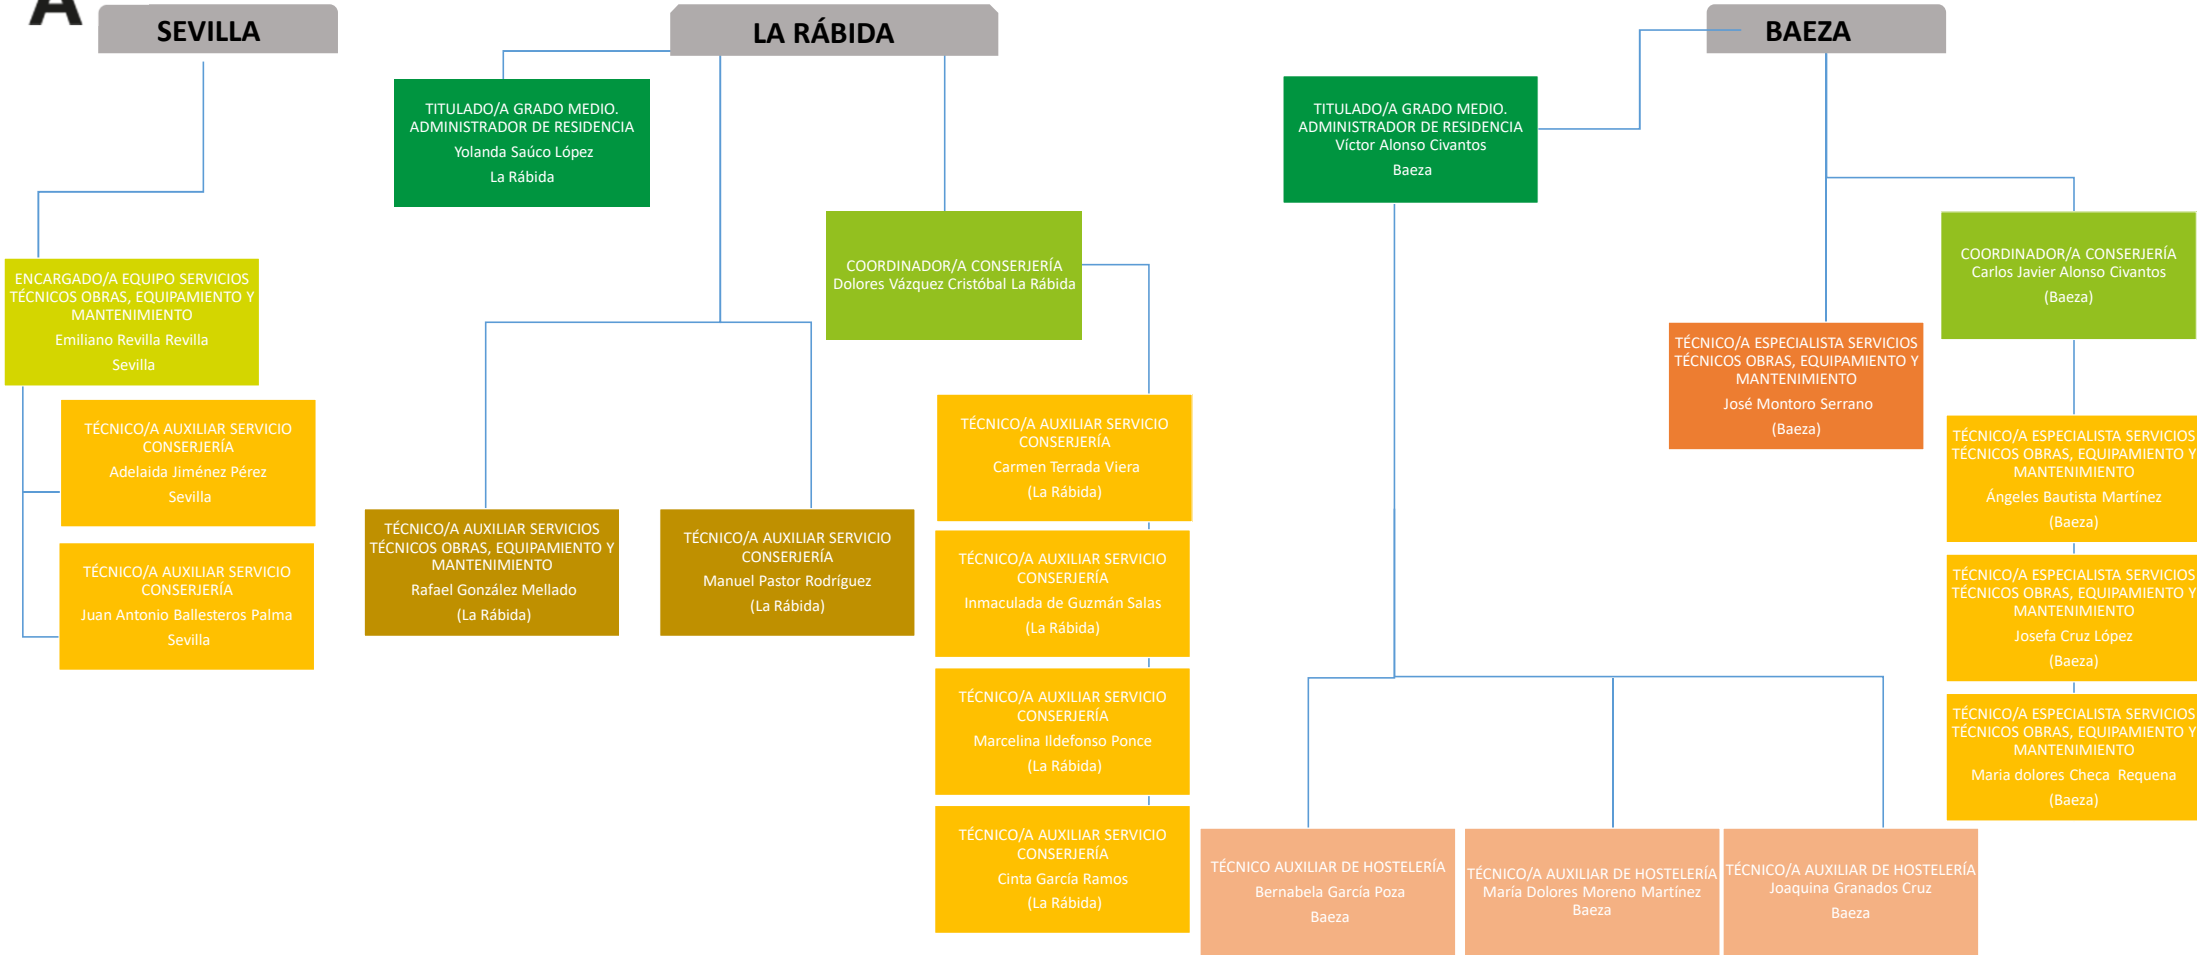 A
SEVILLA
ENCARGADO/A EQUIPO SERVICIOS
TÉCNICOS OBRAS, EQUIPAMIENTO Y
MANTENIMIENTO
Emiliano Revilla Revilla
Sevilla
TÉCNICO/A AUXILIAR SERVICIO
CONSERJERÍA
Adelaida Jiménez Pérez
Sevilla
TÉCNICO/A AUXILIAR SERVICIO
CONSERJERÍA
Juan Antonio Ballesteros Palma
Sevilla
LA RÁBIDA
TITULADO/A GRADO MEDIO.
ADMINISTRADOR DE RESIDENCIA
Yolanda Saúco López
La Rábida
TÉCNICO/A AUXILIAR SERVICIOS
TÉCNICOS OBRAS, EQUIPAMIENTO Y
MANTENIMIENTO
Rafael González Mellado
(La Rábida)
TÉCNICO/A AUXILIAR SERVICIO
CONSERJERÍA
Manuel Pastor Rodríguez
(La Rábida)
COORDINADOR/A CONSERJERÍA
Dolores Vázquez Cristóbal La Rábida
TÉCNICO/A AUXILIAR SERVICIO
CONSERJERÍA
Carmen Terrada Viera
(La Rábida)
TÉCNICO/A AUXILIAR SERVICIO
CONSERJERÍA
Inmaculada de Guzmán Salas
(La Rábida)
TÉCNICO/A AUXILIAR SERVICIO
CONSERJERÍA
Marcelina Ildefonso Ponce
(La Rábida)
TÉCNICO/A AUXILIAR SERVICIO
CONSERJERÍA
Cinta García Ramos
(La Rábida)
BAEZA
TITULADO/A GRADO MEDIO.
ADMINISTRADOR DE RESIDENCIA
Víctor Alonso Civantos
Baeza
TÉCNICO AUXILIAR DE HOSTELERÍA
Bernabela García Poza
Baeza
TÉCNICO/A AUXILIAR DE HOSTELERÍA
María Dolores Moreno Martínez
Baeza
TÉCNICO/A AUXILIAR DE HOSTELERÍA
Joaquina Granados Cruz
Baeza
TÉCNICO/A ESPECIALISTA SERVICIOS
TÉCNICOS OBRAS, EQUIPAMIENTO Y
MANTENIMIENTO
José Montoro Serrano
(Baeza)
COORDINADOR/A CONSERJERÍA
Carlos Javier Alonso Civantos
(Baeza)
TÉCNICO/A ESPECIALISTA SERVICIOS
TÉCNICOS OBRAS, EQUIPAMIENTO Y
MANTENIMIENTO
Ángeles Bautista Martínez
(Baeza)
TÉCNICO/A ESPECIALISTA SERVICIOS
TÉCNICOS OBRAS, EQUIPAMIENTO Y
MANTENIMIENTO
Josefa Cruz López
(Baeza)
TÉCNICO/A ESPECIALISTA SERVICIOS
TÉCNICOS OBRAS, EQUIPAMIENTO Y
MANTENIMIENTO
Maria dolores Checa Requena
(Baeza)